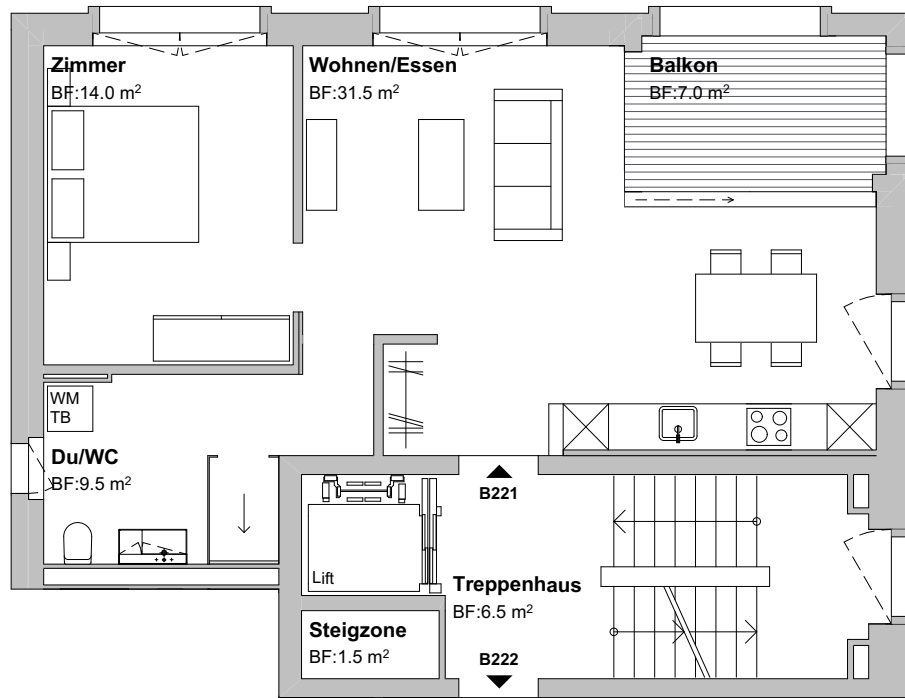 Zimmer
BF:14.0 m²
Wohnen/Essen
BF:31.5 m²
Balkon
BF:7.0 m²
WM
TB
Du/WC
BF:9.5 m²
B221
Lift
Treppenhaus
BF:6.5 m²
Steigzone
BF:1.5 m²
B222